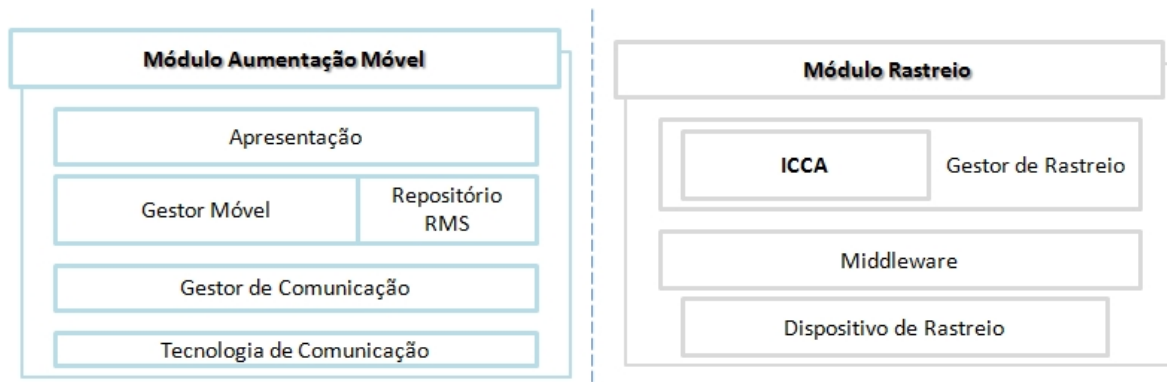 Módulo Aumentação Móvel
Apresentação
Gestor Móvel
Repositório
RMS
Gestor de Comunicação
Tecnologia de Comunicação
Módulo Rastreio
ICCA
Gestor de Rastreio
Middleware
Dispositivo de Rastreio